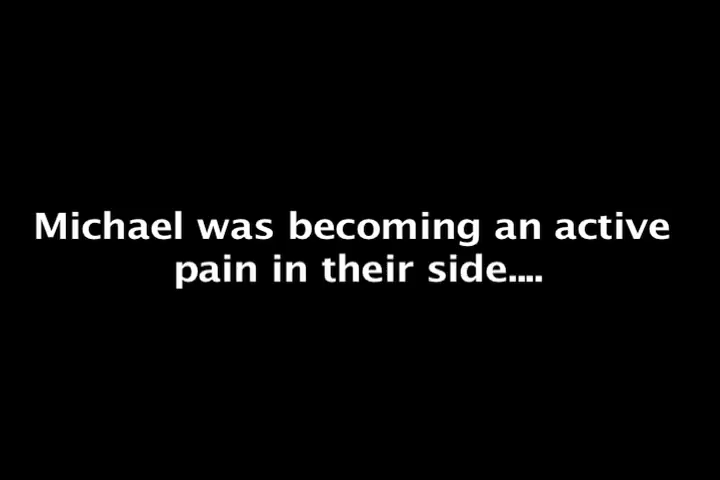 Michael was becoming an active
pain in their side....